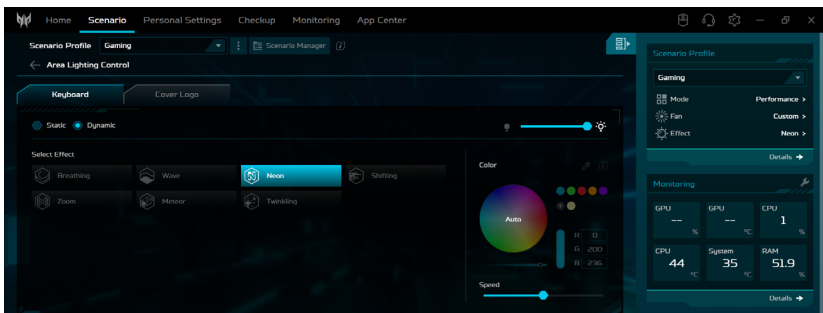 Home Scenario Personal Settings Checkup Monitoring App Center
Scenario Profile Gaming Scenario Manager
Area Lighting Control
Keyboard Cover Logo
Static Dynamic
Select Effect
Breathing Wave Neon Shifting
Zoom Meteor Twinkling
Color
Auto
R 0
G 200
B 236
Speed
Scenario Profile
Gaming
Mode Performance >
Fan Custom >
Effect Neon >
Details
Monitoring
GPU GPU CPU
-- -- 1
% °C %
CPU System RAM
44 35 51.9
°C °C %
Details